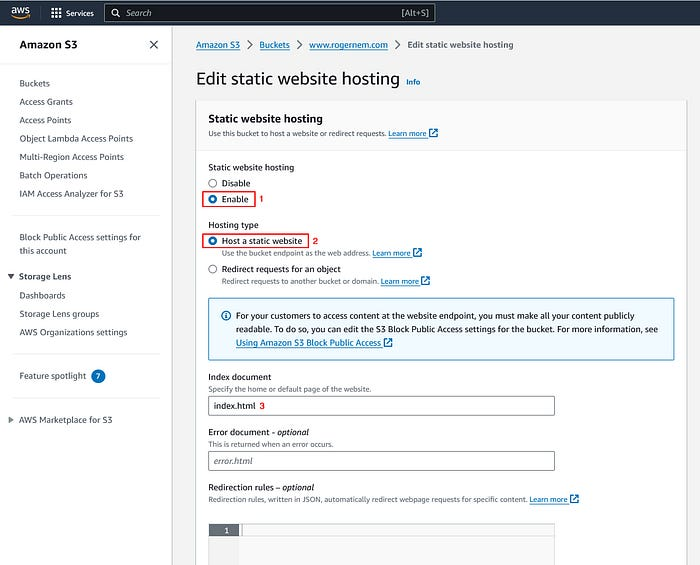 aws
Services
Search
[Alt+S]
Amazon S3
Buckets
Access Grants
Access Points
Object Lambda Access Points
Multi-Region Access Points
Batch Operations
IAM Access Analyzer for S3
Block Public Access settings for
this account
Storage Lens
Dashboards
Storage Lens groups
AWS Organizations settings
Feature spotlight 7
AWS Marketplace for S3
Amazon S3 > Buckets > www.rogernem.com > Edit static website hosting
Edit static website hosting Info
Static website hosting
Use this bucket to host a website or redirect requests. Learn more
Static website hosting
Disable
Enable 1
Hosting type
Host a static website 2
Use the bucket endpoint as the web address. Learn more
Redirect requests for an object
Redirect requests to another bucket or domain. Learn more
For your customers to access content at the website endpoint, you must make all your content publicly
readable. To do so, you can edit the S3 Block Public Access settings for the bucket. For more information, see
Using Amazon S3 Block Public Access
Index document
Specify the home or default page of the website.
index.html 3
Error document - optional
This is returned when an error occurs.
error.html
Redirection rules – optional
Redirection rules, written in JSON, automatically redirect webpage requests for specific content. Learn more
1